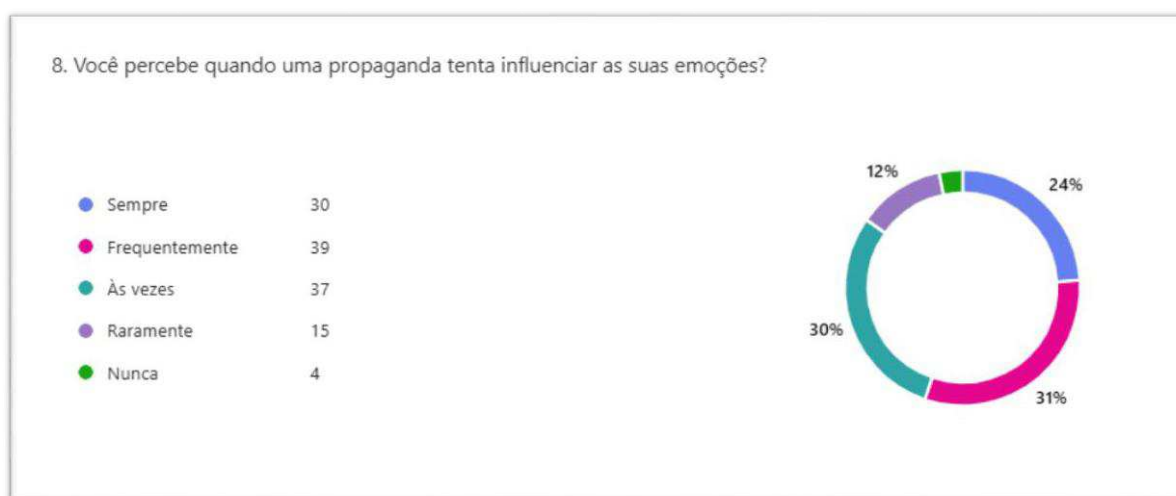 8. Você percebe quando uma propaganda tenta influenciar as suas emoções?
Sempre 30
Frequentemente 39
Às vezes 37
Raramente 15
Nunca 4
12%
24%
30%
31%